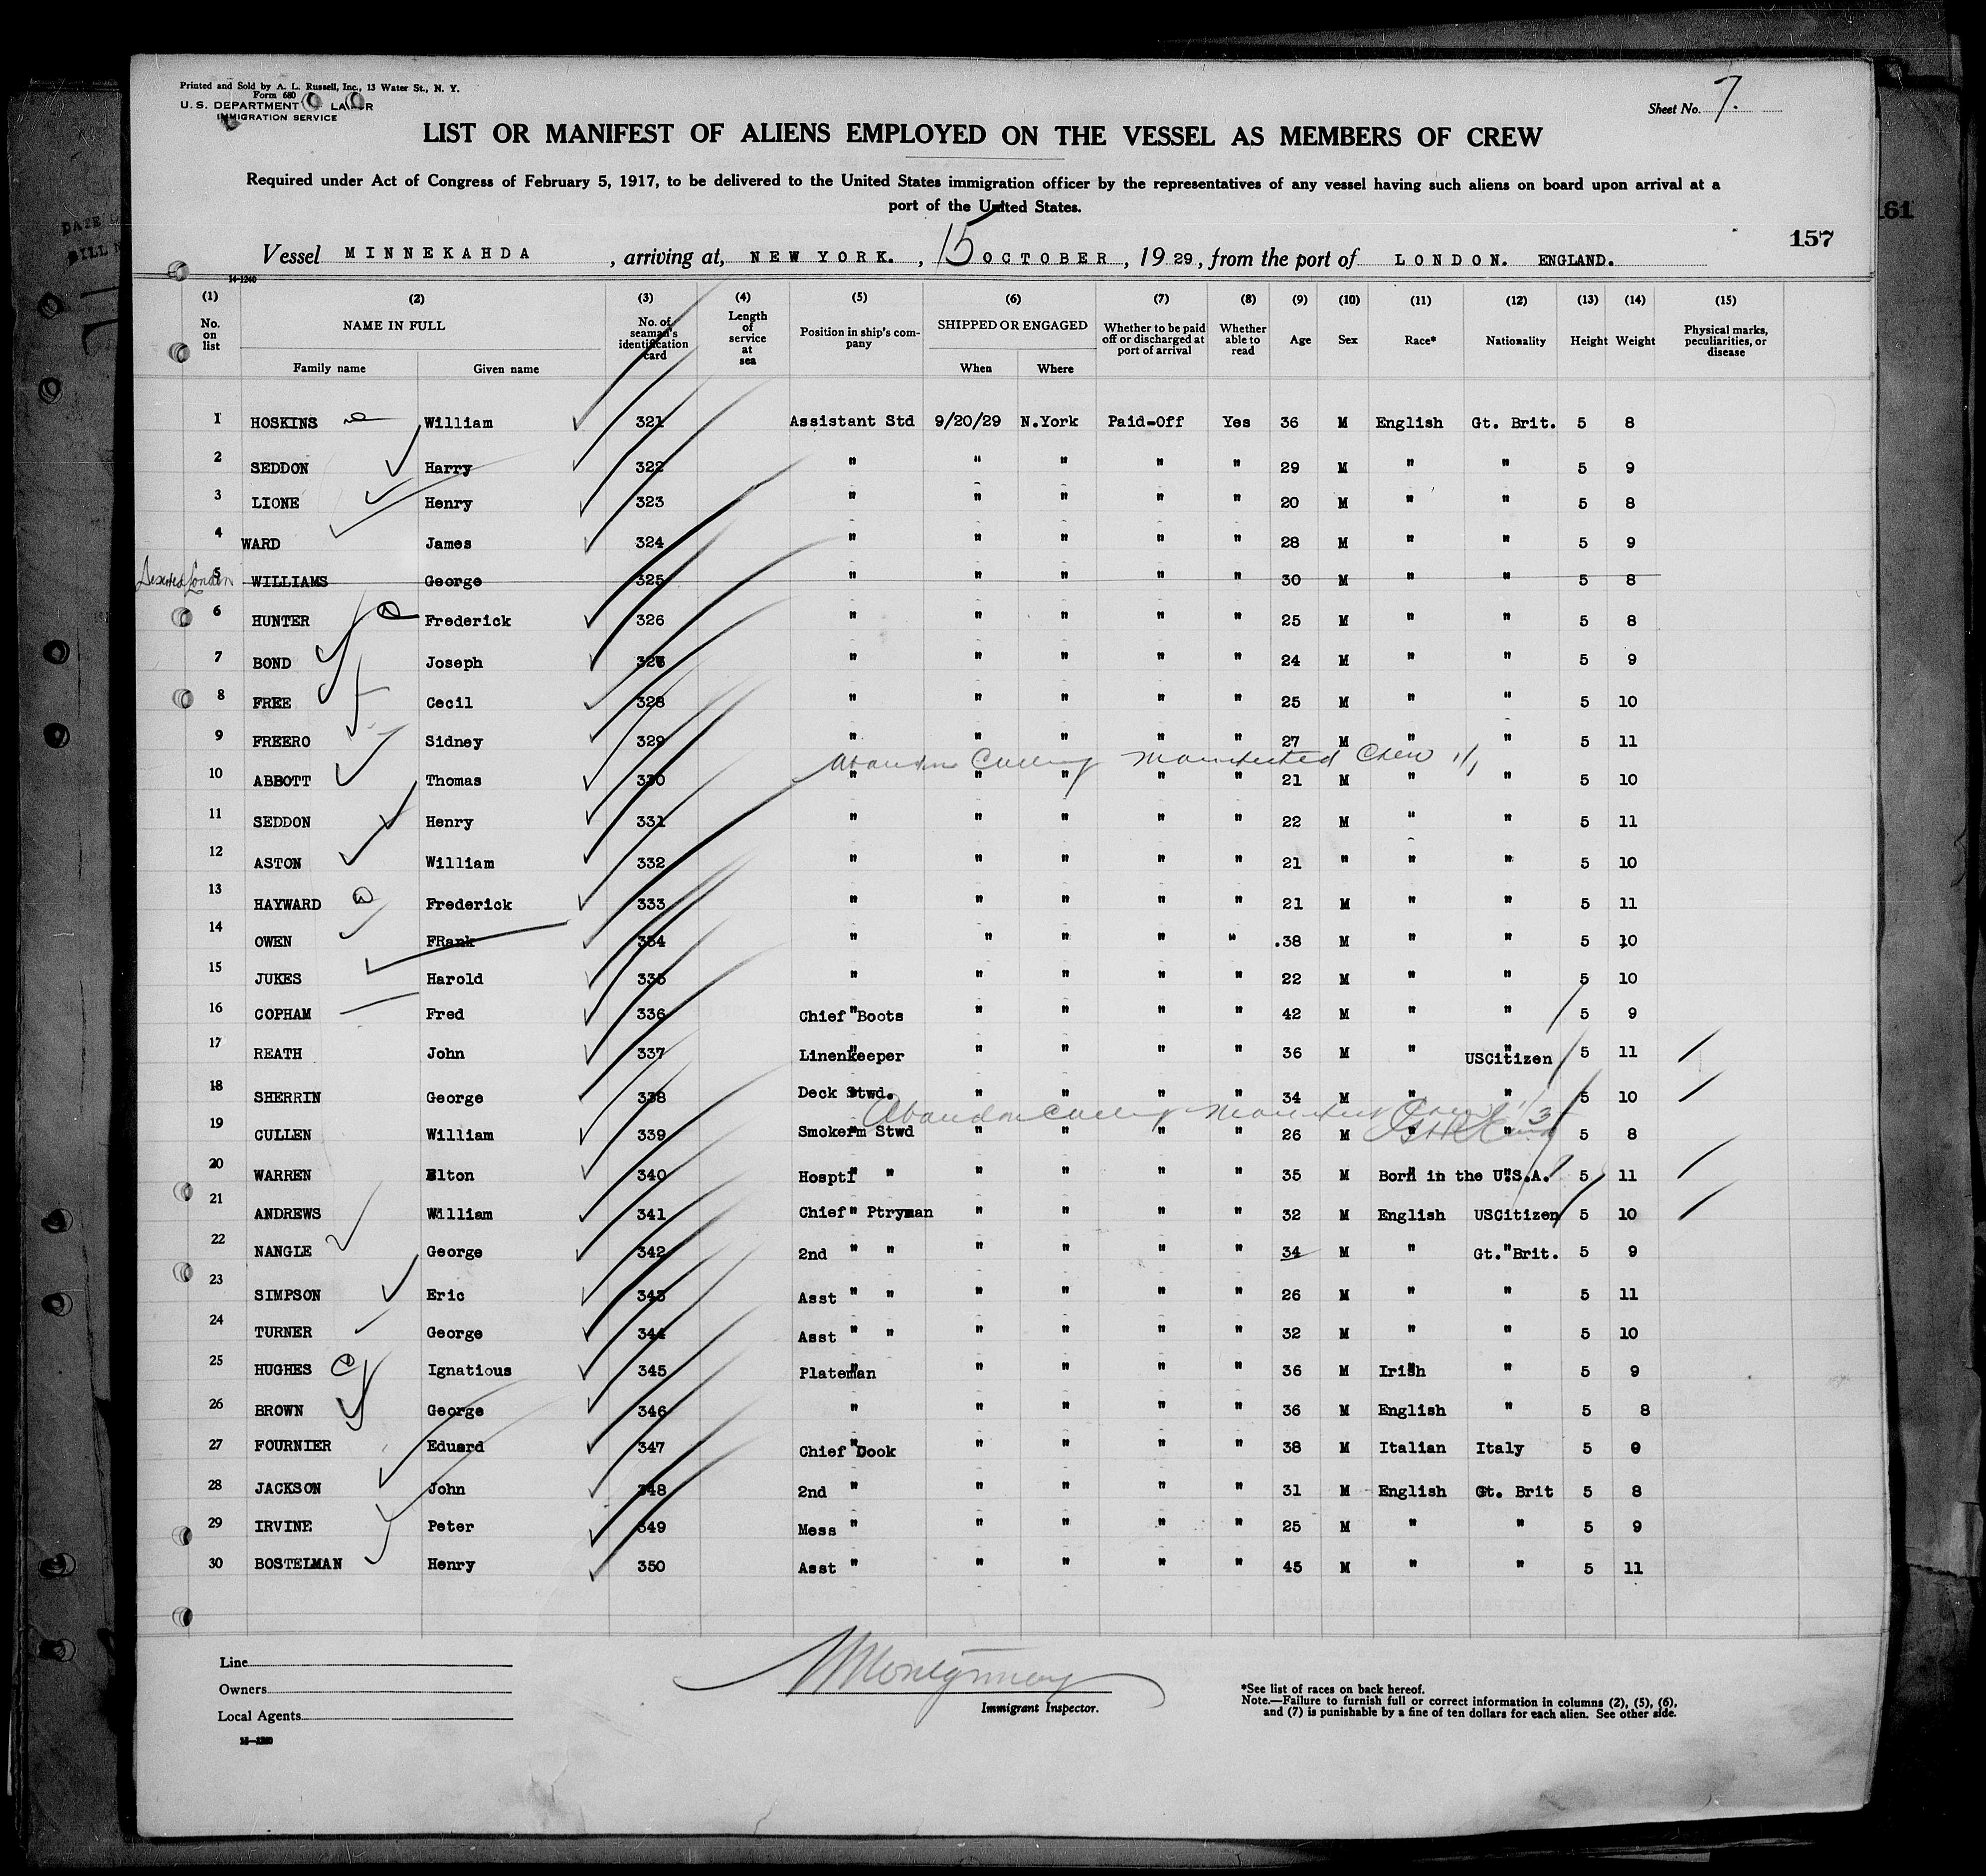 Printed and Sold by A. L. Russell, Inc., 13 Water St., N. Y.
Form 680
U. S. DEPARTMENT
IMMIGRATION SERVICE
Sheet No. 7.
LIST OR MANIFEST OF ALIENS EMPLOYED ON THE VESSEL AS MEMBERS OF CREW
Required under Act of Congress of February 5, 1917, to be delivered to the United States immigration officer by the representatives of any vessel having such aliens on board upon arrival at a
port of the United States.
61
157
Vessel MINNEKAHDA , arriving at, NEW YORK. , 15 OCTOBER , 19 29, from the port of LONDON. ENGLAND.
14-1240
(1) (2) (3) (4) (5) (6) (7) (8) (9) (10) (11) (12) (13) (14) (15)
No. on list NAME IN FULL No. of seaman's identification card Length of service at sea Position in ship's company SHIPPED OR ENGAGED Whether to be paid off or discharged at port of arrival Whether able to read Age Sex Race* Nationality Height Weight Physical marks, peculiarities, or disease
Family name Given name When Where
1 HOSKINS William 321 Assistant Std 9/20/29 N.York Paid-Off Yes 36 M English Gt. Brit. 5 8
2 SEDDON Harry 322 " " " " " 29 M " " 5 9
3 LIONE Henry 323 " " " " " 20 M " " 5 8
4 WARD James 324 " " " " " 28 M " " 5 9
Deserted London 5 WILLIAMS George 325 " " " " " 30 M " " 5 8
6 HUNTER Frederick 326 " " " " " 25 M " " 5 8
7 BOND Joseph 327 " " " " " 24 M " " 5 9
8 FREE Cecil 328 " " " " " 25 M " " 5 10
9 FREERO Sidney 329 " " " " " 27 M " " 5 11
10 ABBOTT Thomas 330 " " " " " 21 M " " 5 10
11 SEDDON Henry 331 " " " " " 22 M " " 5 11
12 ASTON William 332 " " " " " 21 " " " 5 10
13 HAYWARD Frederick 333 " " " " " 21 M " " 5 11
14 OWEN FRank 334 " " " " " .38 M " " 5 10
15 JUKES Harold 335 " " " " " 22 M " " 5 10
16 COPHAM Fred 336 Chief "Boots " " " " 42 M " " 5 9
17 REATH John 337 Linenkeeper " " " " 36 M " USCitizen 5 11
18 SHERRIN George 338 Deck Stwd. " " " " 34 M " " 5 10
19 CULLEN William 339 Smokerm Stwd " " " " 26 M " " 5 8
20 WARREN Elton 340 Hosptl " " " " " 35 M Born in the U.S.A. 5 11
21 ANDREWS William 341 Chief " Ptryman " " " " 32 M English USCitizen 5 10
22 NANGLE George 342 2nd " " " " " " 34 M " Gt. Brit. 5 9
23 SIMPSON Eric 343 Asst " " " " " " 26 M " " 5 11
24 TURNER George 344 Asst " " " " " " 32 M " " 5 10
25 HUGHES Ignatious 345 Plateman " " " " 36 M Irish " 5 9
26 BROWN George 346 " " " " " 36 M English " 5 8
27 FOURNIER Eduard 347 Chief "Dook " " " " 38 M Italian Italy 5 9
28 JACKSON John 348 2nd " " " " " 31 M English Gt. Brit 5 8
29 IRVINE Peter 349 Mess " " " " " 25 M " " 5 9
30 BOSTELMAN Henry 350 Asst " " " " " 45 M " " 5 11
Line
Owners
Local Agents
Montgomery
Immigrant Inspector.
*See list of races on back hereof.
Note.—Failure to furnish full or correct information in columns (2), (5), (6),
and (7) is punishable by a fine of ten dollars for each alien. See other side.